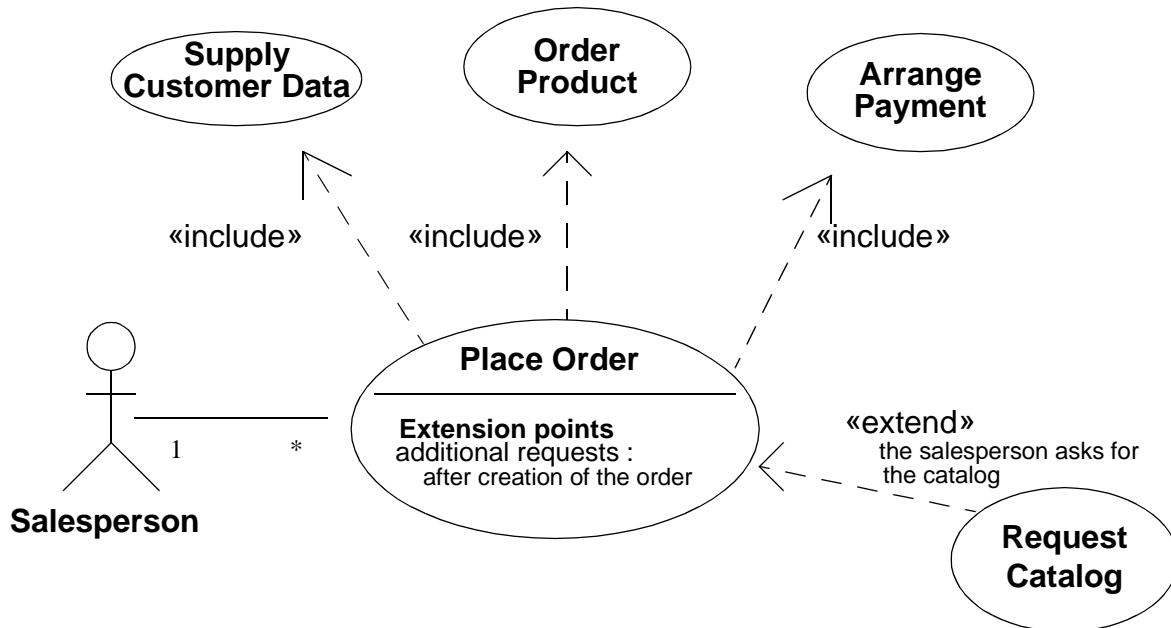 Supply
Customer Data
Order
Product
Arrange
Payment
«include»
«include»
«include»
Place Order
Extension points
additional requests :
after creation of the order
1
*
Salesperson
«extend»
the salesperson asks for
the catalog
Request
Catalog